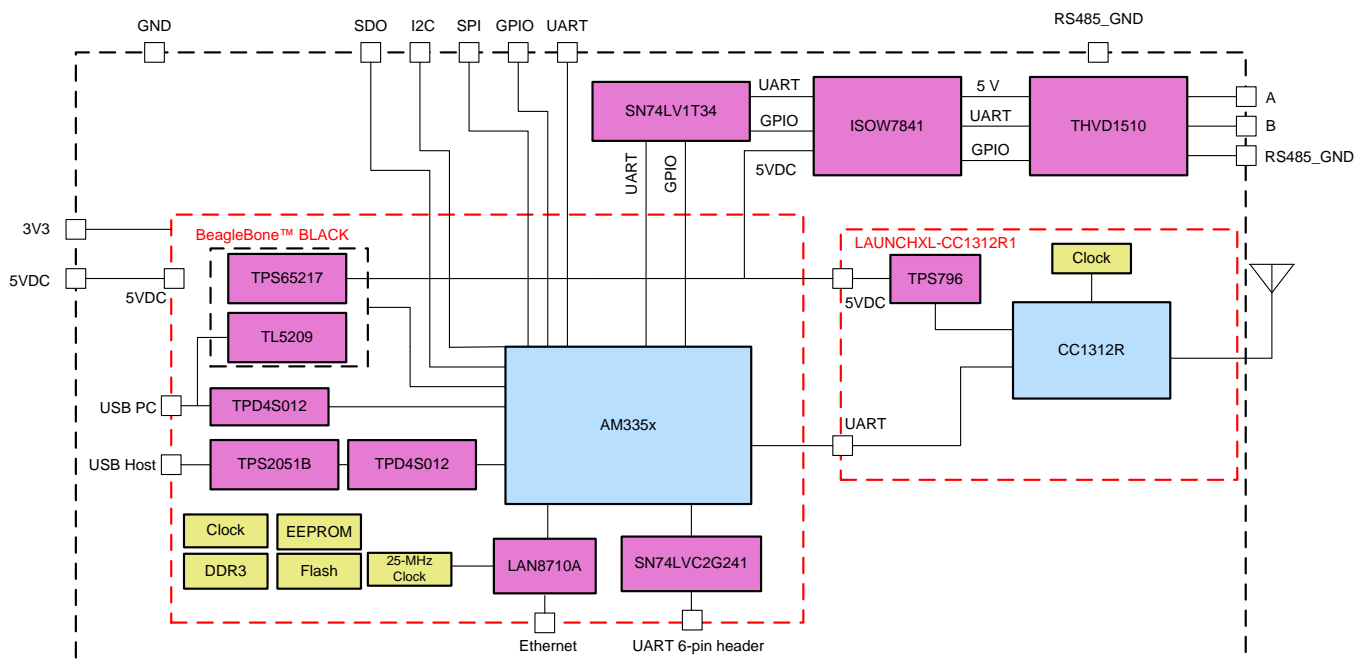 GND
SDO
I2C
SPI
GPIO
UART
RS485_GND
SN74LV1T34
UART
GPIO
5VDC
ISOW7841
5 V
UART
GPIO
THVD1510
A
B
RS485_GND
UART
GPIO
3V3
5VDC
5VDC
BeagleBone™ BLACK
TPS65217
TL5209
USB PC
TPD4S012
USB Host
TPS2051B
TPD4S012
AM335x
LAUNCHXL-CC1312R1
Clock
TPS796
5VDC
CC1312R
UART
Clock
EEPROM
DDR3
Flash
25-MHz
Clock
LAN8710A
SN74LVC2G241
Ethernet
UART 6-pin header